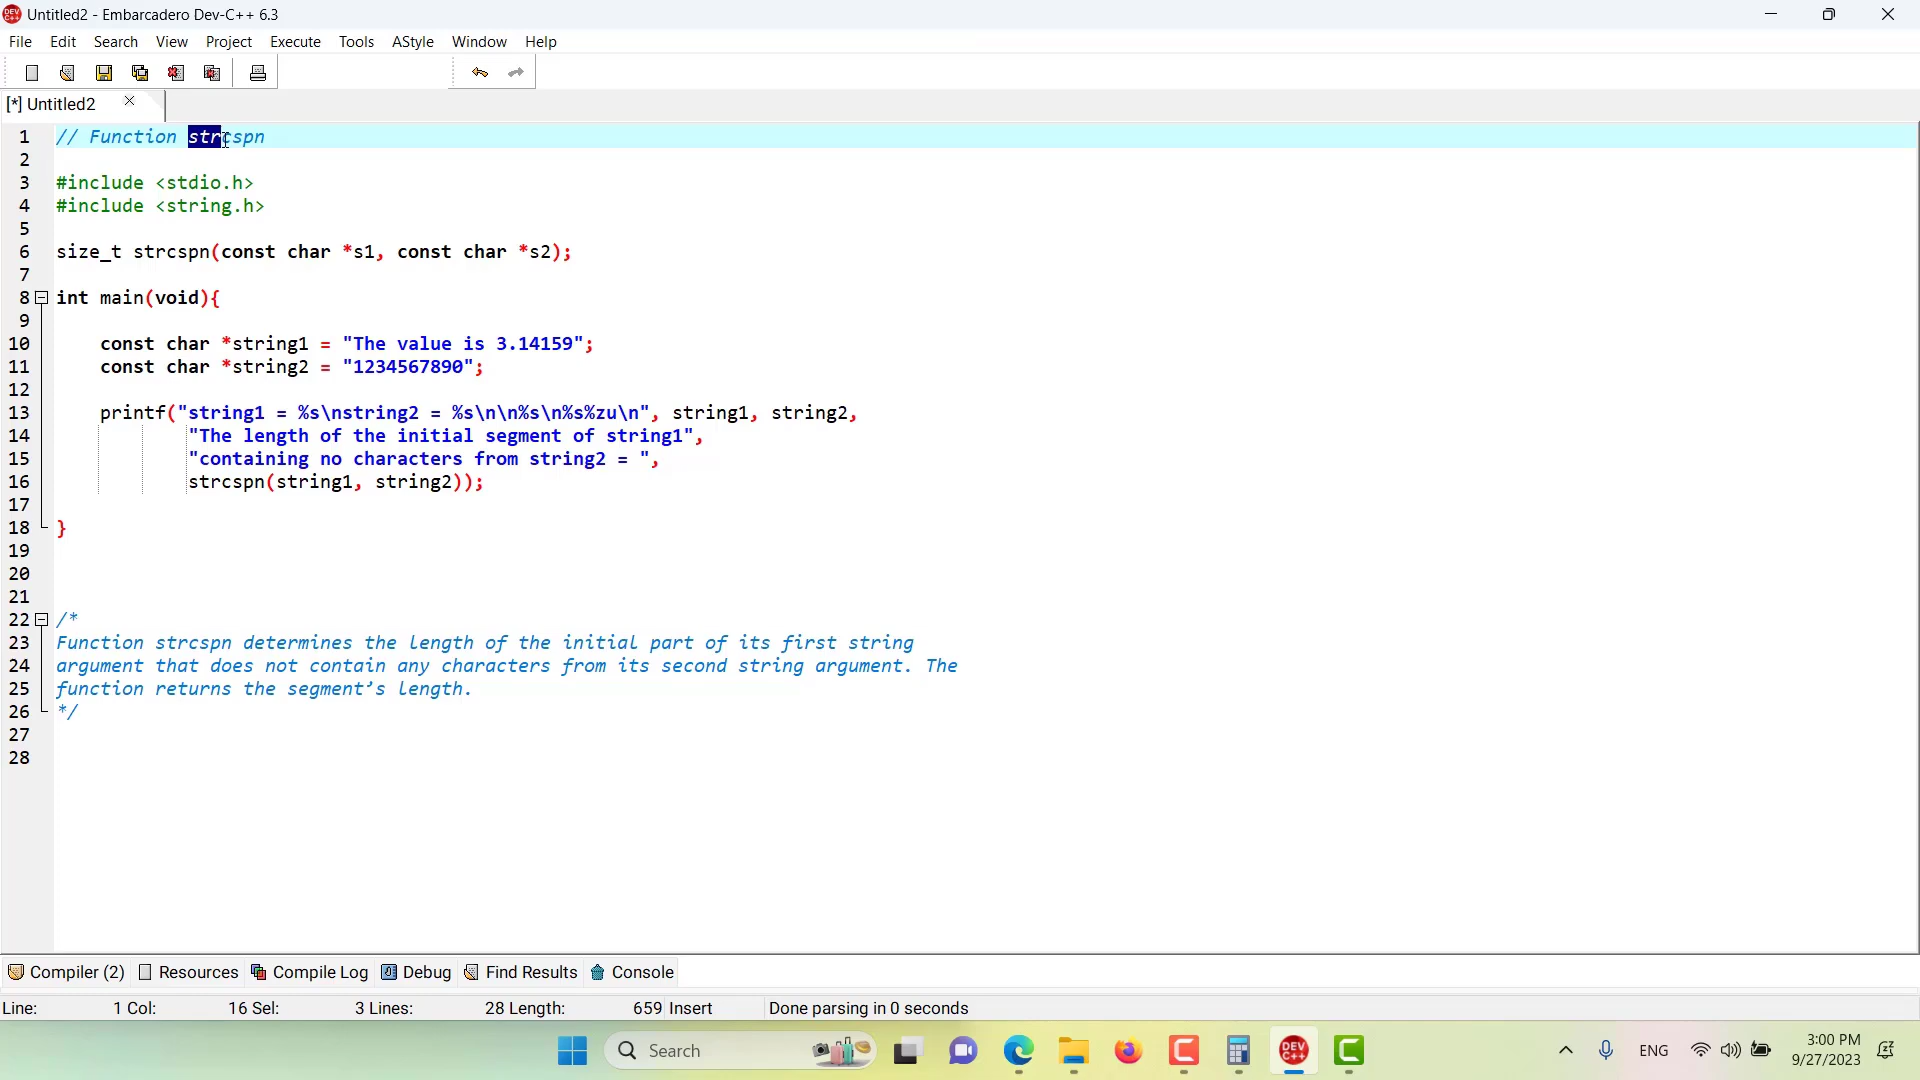 Untitled2 - Embarcadero Dev-C++ 6.3
File Edit Search View Project Execute Tools AStyle Window Help
[*] Untitled2
1 // Function strcspn
2
3 #include <stdio.h>
4 #include <string.h>
5
6 size_t strcspn(const char *s1, const char *s2);
7
8 int main(void){
9
10 const char *string1 = "The value is 3.14159";
11 const char *string2 = "1234567890";
12
13 printf("string1 = %s\nstring2 = %s\n\n%s\n%s%zu\n", string1, string2,
14 "The length of the initial segment of string1",
15 "containing no characters from string2 = ",
16 strcspn(string1, string2));
17
18 }
19
20
21
22 /*
23 Function strcspn determines the length of the initial part of its first string
24 argument that does not contain any characters from its second string argument. The
25 function returns the segment’s length.
26 */
27
28
Compiler (2) Resources Compile Log Debug Find Results Console
Line: 1 Col: 16 Sel: 3 Lines: 28 Length: 659 Insert Done parsing in 0 seconds
Search DEV C++ ENG 3:00 PM
9/27/2023